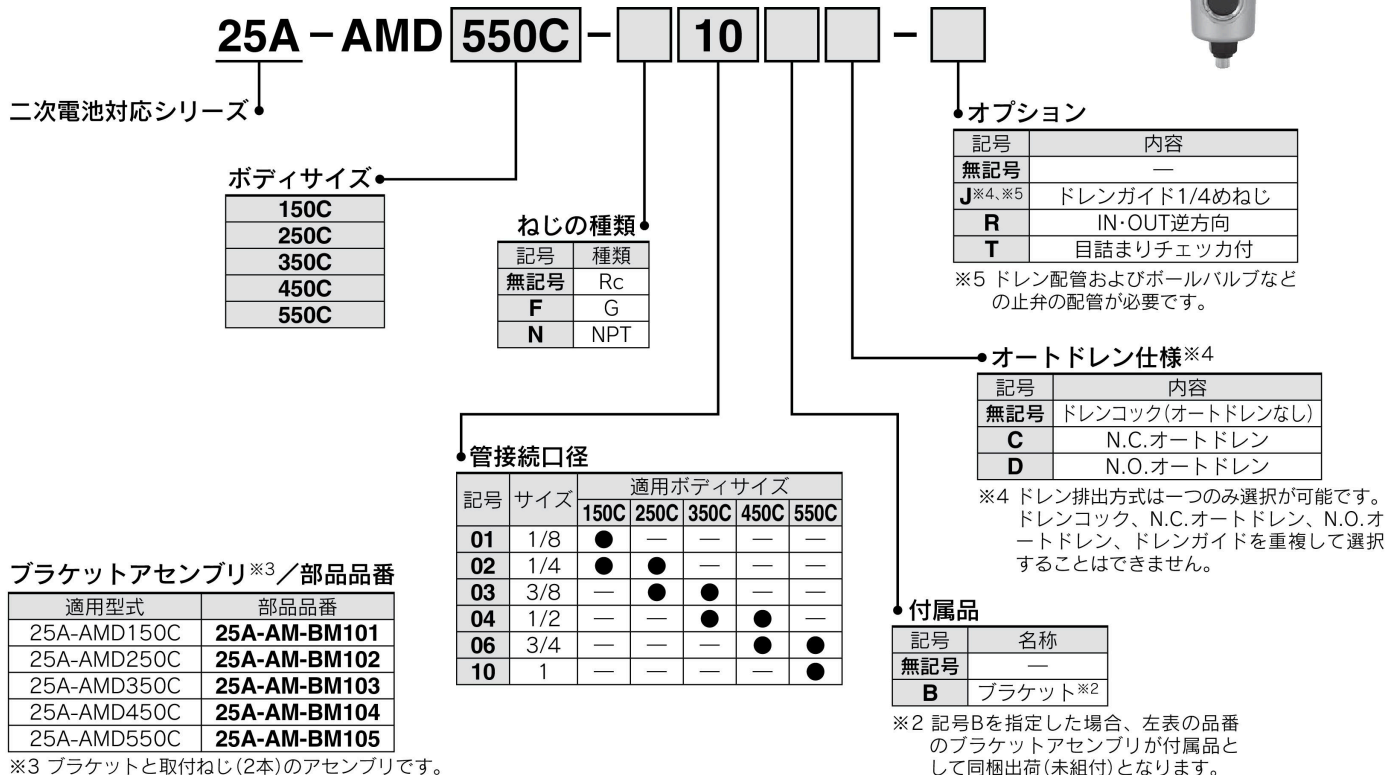 25A－AMD 550C － 10 －
二次電池対応シリーズ
ボディサイズ
150C
250C
350C
450C
550C
ねじの種類
記号 種類
無記号 Rc
F G
N NPT
管接続口径
記号 サイズ 適用ボディサイズ
150C 250C 350C 450C 550C
01 1/8 ● — — — —
02 1/4 ● ● — — —
03 3/8 — ● ● — —
04 1/2 — — ● ● —
06 3/4 — — — ● ●
10 1 — — — — ●
オプション
記号 内容
無記号 —
J※4、※5 ドレンガイド1/4めねじ
R IN･OUT逆方向
T 目詰まりチェッカ付
※5 ドレン配管およびボールバルブなど
の止弁の配管が必要です。
オートドレン仕様※4
記号 内容
無記号 ドレンコック(オートドレンなし)
C N.C.オートドレン
D N.O.オートドレン
※4 ドレン排出方式は一つのみ選択が可能です。
ドレンコック、N.C.オートドレン、N.O.オ
ートドレン、ドレンガイドを重複して選択
することはできません。
付属品
記号 名称
無記号 —
B ブラケット※2
※2 記号Bを指定した場合、左表の品番
のブラケットアセンブリが付属品と
して同梱出荷(未組付)となります。
ブラケットアセンブリ※3／部品品番
適用型式 部品品番
25A-AMD150C 25A-AM-BM101
25A-AMD250C 25A-AM-BM102
25A-AMD350C 25A-AM-BM103
25A-AMD450C 25A-AM-BM104
25A-AMD550C 25A-AM-BM105
※3 ブラケットと取付ねじ(2本)のアセンブリです。